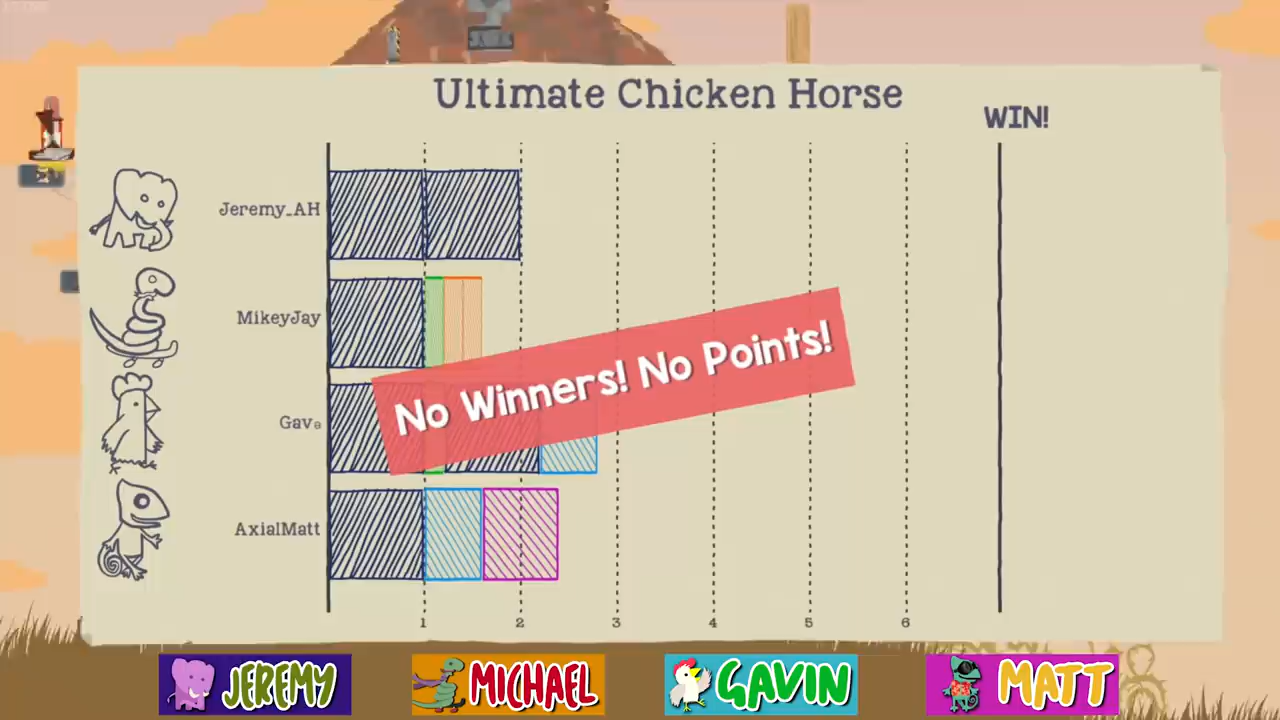 Ultimate Chicken Horse
WIN!
Jeremy_AH
MikeyJay
No Winners! No Points!
Gava
AxialMatt
1 2 3 4 5 6
JEREMY MICHAEL GAVIN MATT